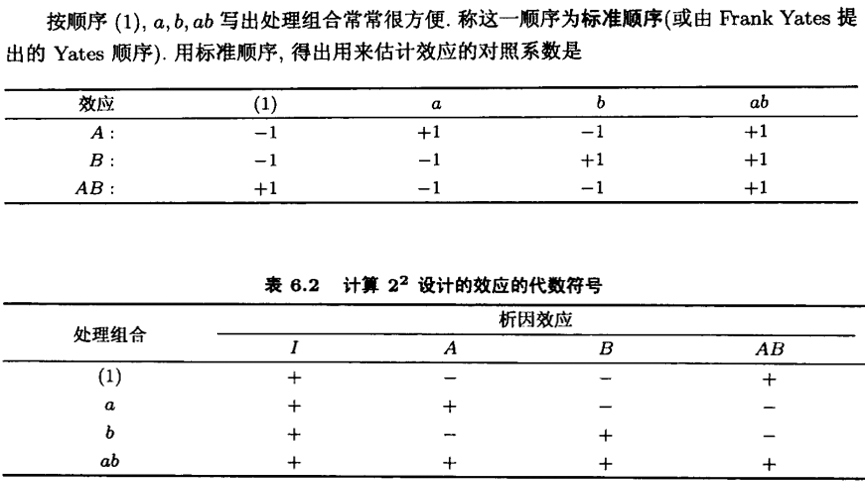 按顺序 (1), a, b, ab 写出处理组合常常很方便. 称这一顺序为标准顺序(或由 Frank Yates 提
出的 Yates 顺序). 用标准顺序, 得出用来估计效应的对照系数是
效应 (1) a b ab
A : −1 +1 −1 +1
B : −1 −1 +1 +1
AB : +1 −1 −1 +1
表 6.2 计算 2² 设计的效应的代数符号
处理组合 析因效应
I A B AB
(1) + − − +
a + + − −
b + − + −
ab + + + +